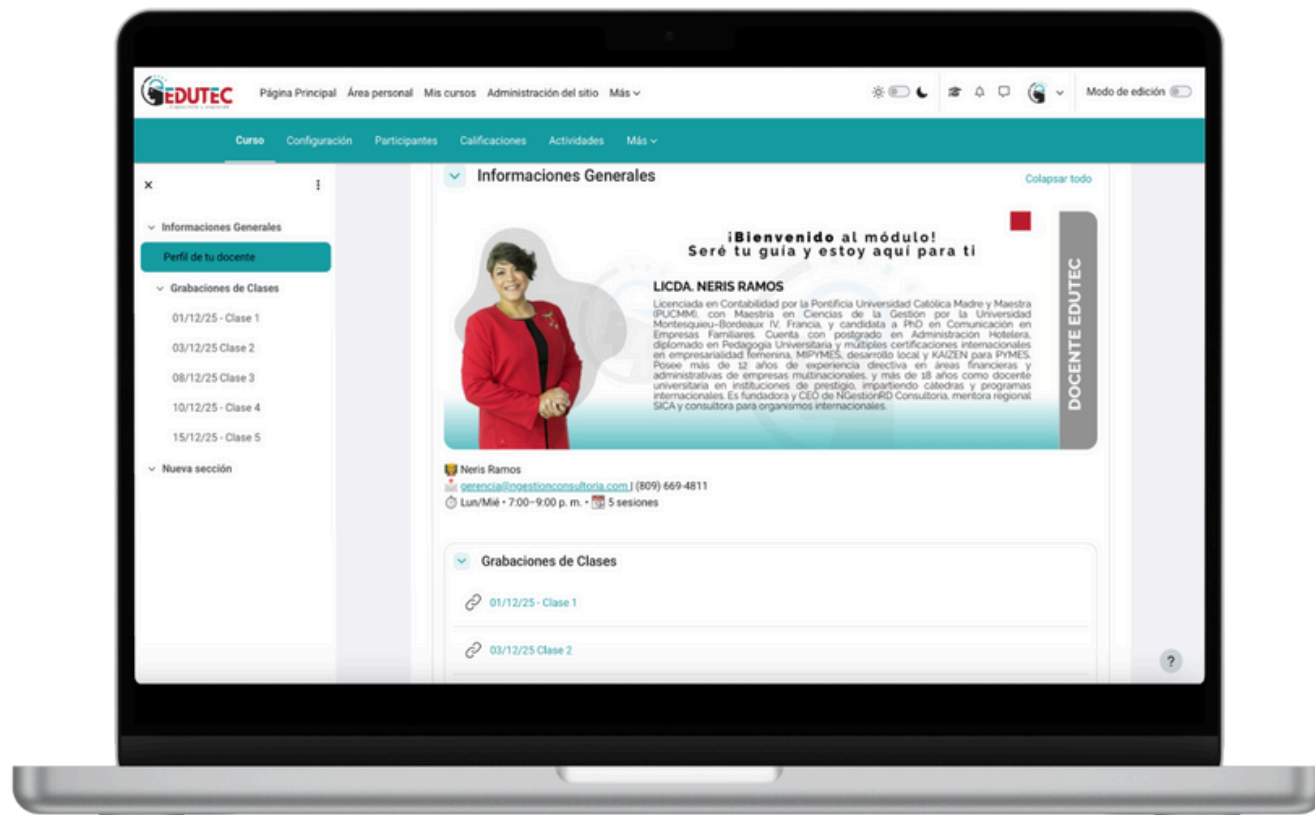 EDUTEC
Página Principal Área personal Mis cursos Administración del sitio Más
Modo de edición
Curso Configuración Participantes Calificaciones Actividades Más
Informaciones Generales
Perfil de tu docente
Grabaciones de Clases
01/12/25 - Clase 1
03/12/25 Clase 2
08/12/25 Clase 3
10/12/25 - Clase 4
15/12/25 - Clase 5
Nueva sección
Informaciones Generales
Colapsar todo
¡Bienvenido al módulo!
Seré tu guía y estoy aquí para ti
LICDA. NERIS RAMOS
Licenciada en Contabilidad por la Pontificia Universidad Católica Madre y Maestra
(PUCMM), con Maestría en Ciencias de la Gestión por la Universidad
Montesquieu–Bordeaux IV, Francia, y candidata a PhD en Comunicación en
Empresas Familiares. Cuenta con postgrado en Administración Hotelera,
diplomado en Pedagogía Universitaria y múltiples certificaciones internacionales
en empresarialidad femenina, MIPYMES, desarrollo local y KAIZEN para PYMES.
Posee más de 12 años de experiencia directiva en áreas financieras y
administrativas de empresas multinacionales, y más de 18 años como docente
universitaria en instituciones de prestigio, impartiendo cátedras y programas
internacionales. Es fundadora y CEO de NGestionRD Consultoria, mentora regional
SICA y consultora para organismos internacionales.
DOCENTE EDUTEC
Neris Ramos
gerencia@ngestionconsultoria.com | (809) 669-4811
Lun/Mié • 7:00–9:00 p. m. • 5 sesiones
Grabaciones de Clases
01/12/25 - Clase 1
03/12/25 Clase 2
?